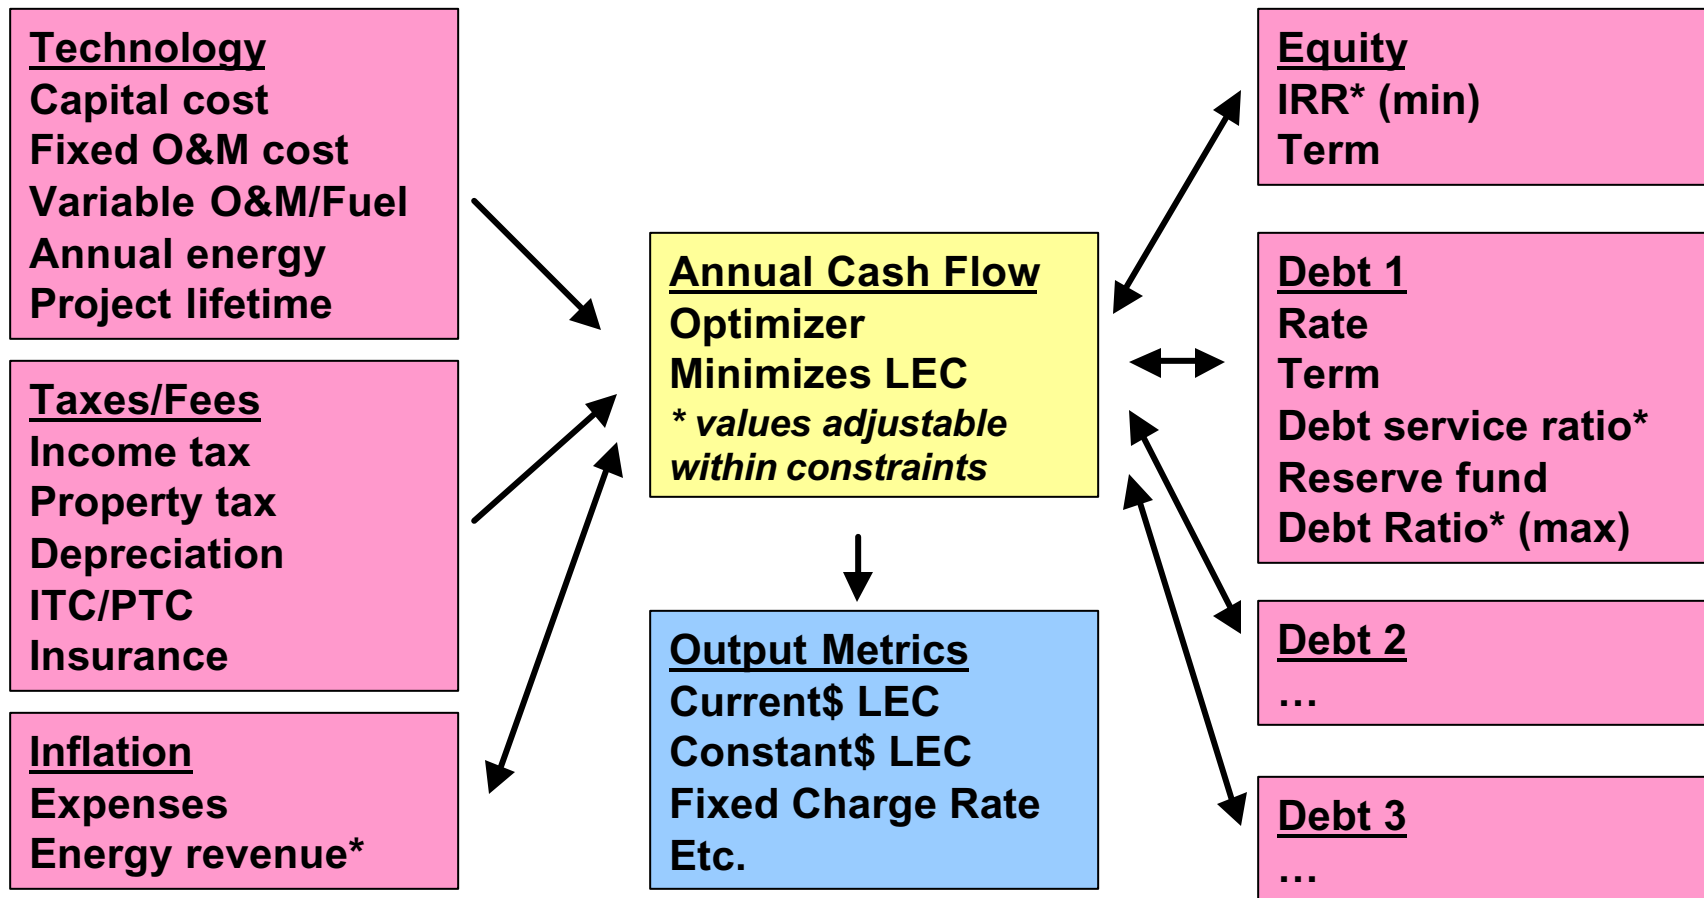 Technology
Capital cost
Fixed O&M cost
Variable O&M/Fuel
Annual energy
Project lifetime
Taxes/Fees
Income tax
Property tax
Depreciation
ITC/PTC
Insurance
Inflation
Expenses
Energy revenue*
Annual Cash Flow
Optimizer
Minimizes LEC
* values adjustable
within constraints
Output Metrics
Current$ LEC
Constant$ LEC
Fixed Charge Rate
Etc.
Equity
IRR* (min)
Term
Debt 1
Rate
Term
Debt service ratio*
Reserve fund
Debt Ratio* (max)
Debt 2
…
Debt 3
…